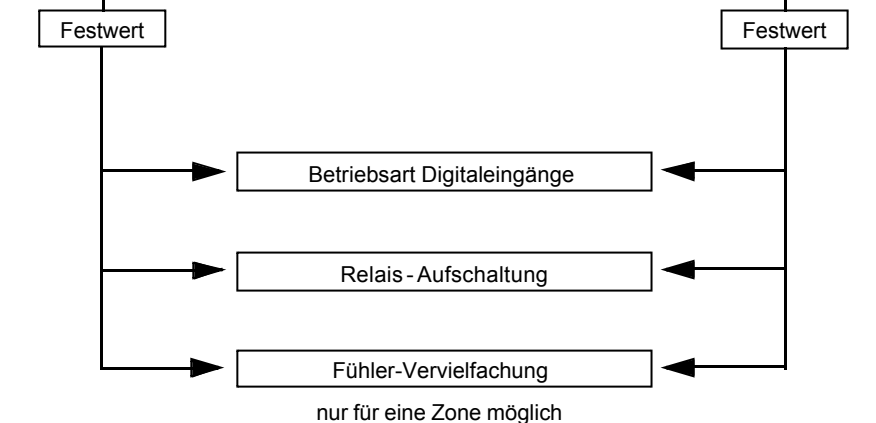 Festwert
Festwert
Betriebsart Digitaleingänge
Relais - Aufschaltung
Fühler-Vervielfachung
nur für eine Zone möglich